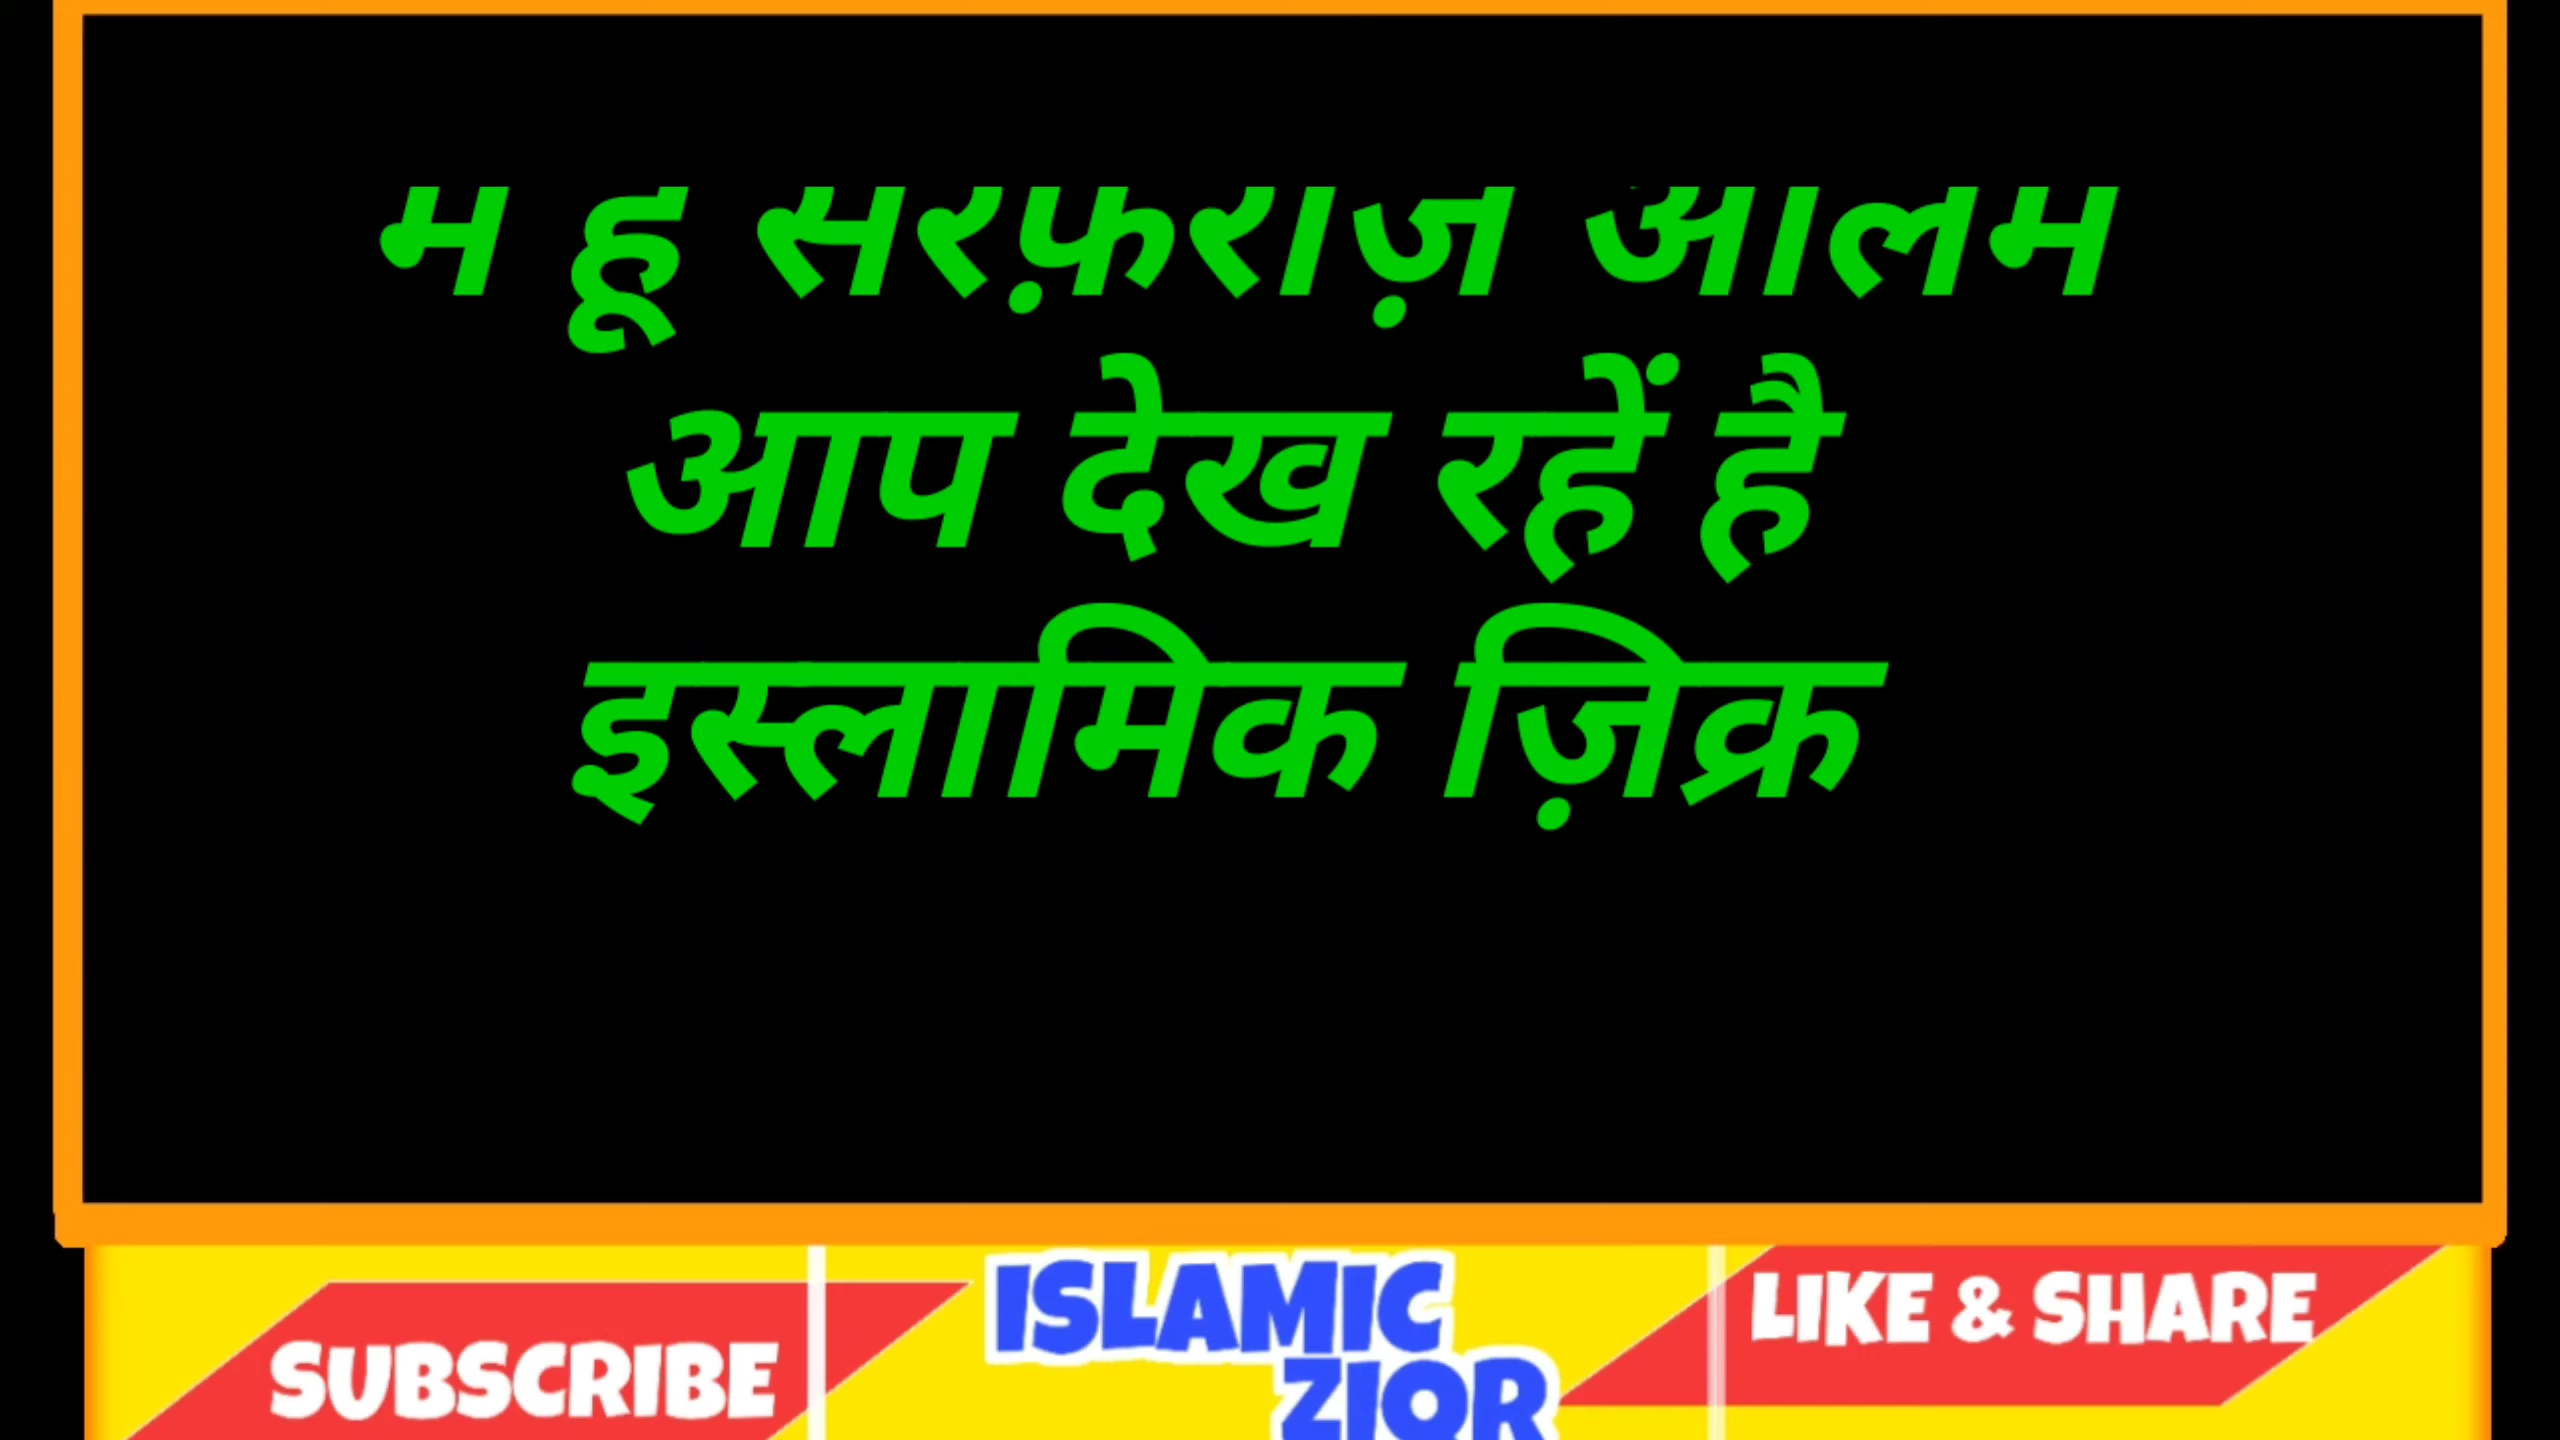 म हू सरफ़राज़ आलम
आप देख रहें है
इस्लामिक ज़िक्र
SUBSCRIBE
ISLAMIC
ZIQR
LIKE & SHARE